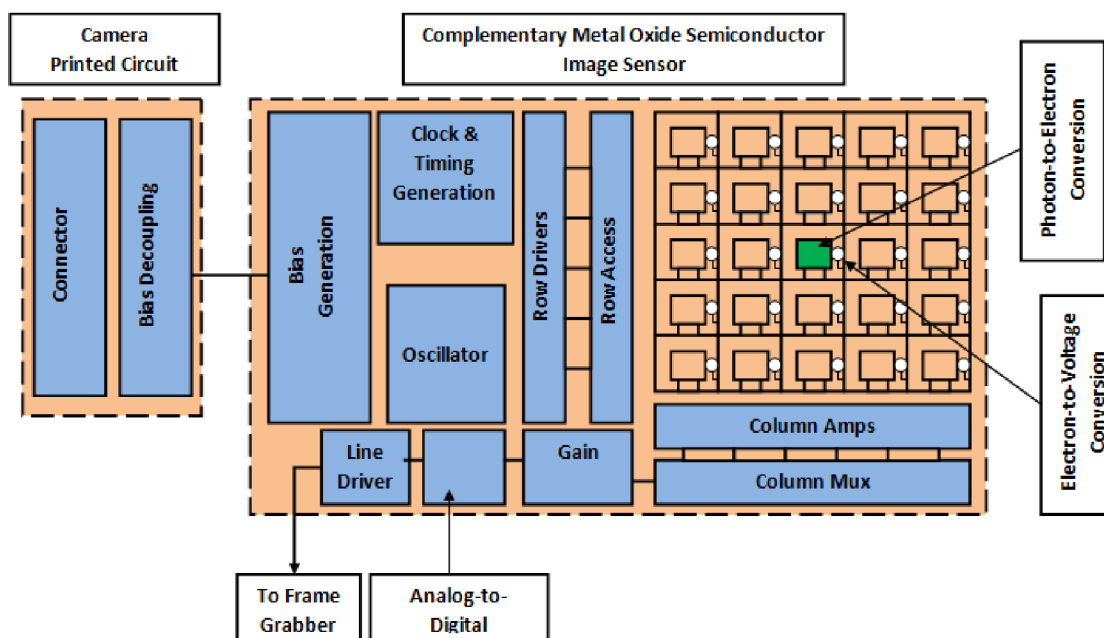 Camera
Printed Circuit
Complementary Metal Oxide Semiconductor
Image Sensor
Connector
Bias Decoupling
Bias
Generation
Clock &
Timing
Generation
Oscillator
Row Drivers
Row Access
Photon-to-Electron
Conversion
Electron-to-Voltage
Conversion
Column Amps
Column Mux
Line
Driver
Gain
To Frame
Grabber
Analog-to-
Digital